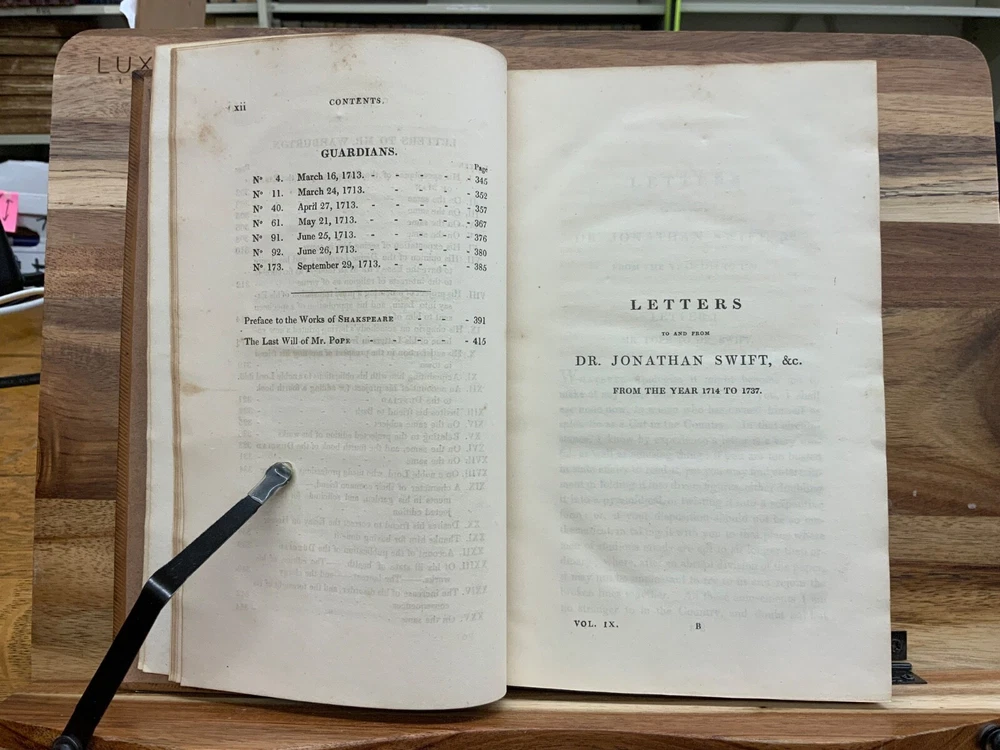 LUX
xii
CONTENTS.
GUARDIANS.
Page
Nº 4. March 16, 1713. - - - - 345
Nº 11. March 24, 1713. - - - - 352
Nº 40. April 27, 1713. - - - - 357
Nº 61. May 21, 1713. - - - - 367
Nº 91. June 25, 1713. - - - - 376
Nº 92. June 26, 1713. - - - - 380
Nº 173. September 29, 1713. - - - 385
Preface to the Works of SHAKSPEARE - - - 391
The Last Will of Mr. POPE - - - - 415
LETTERS
TO AND FROM
DR. JONATHAN SWIFT, &c.
FROM THE YEAR 1714 TO 1737.
VOL. IX. B